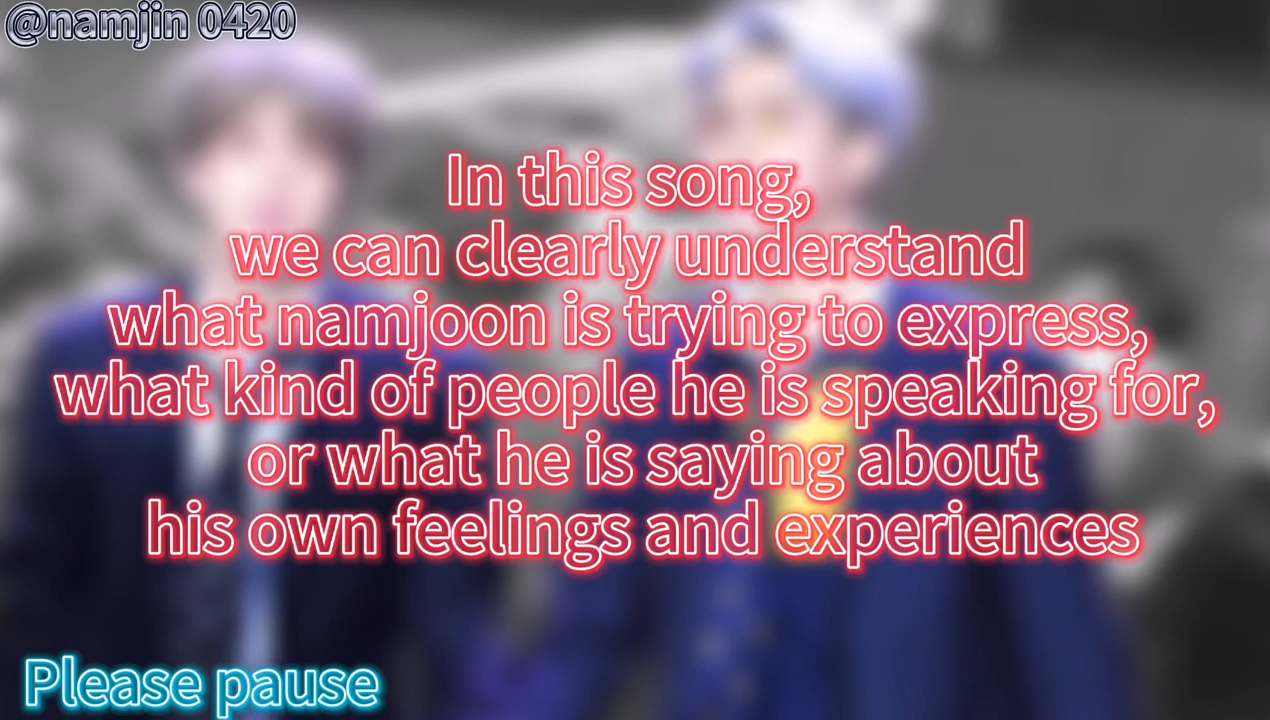 @namjin 0420
In this song,
we can clearly understand
what namjoon is trying to express,
what kind of people he is speaking for,
or what he is saying about
his own feelings and experiences
Please pause